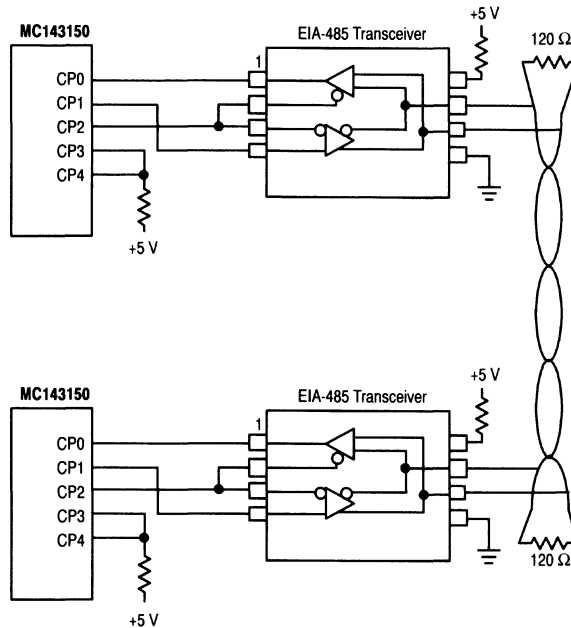 MC143150
CP0
CP1
CP2
CP3
CP4
+5 V
EIA-485 Transceiver
1
+5 V
120 Ω
MC143150
CP0
CP1
CP2
CP3
CP4
+5 V
EIA-485 Transceiver
1
+5 V
120 Ω